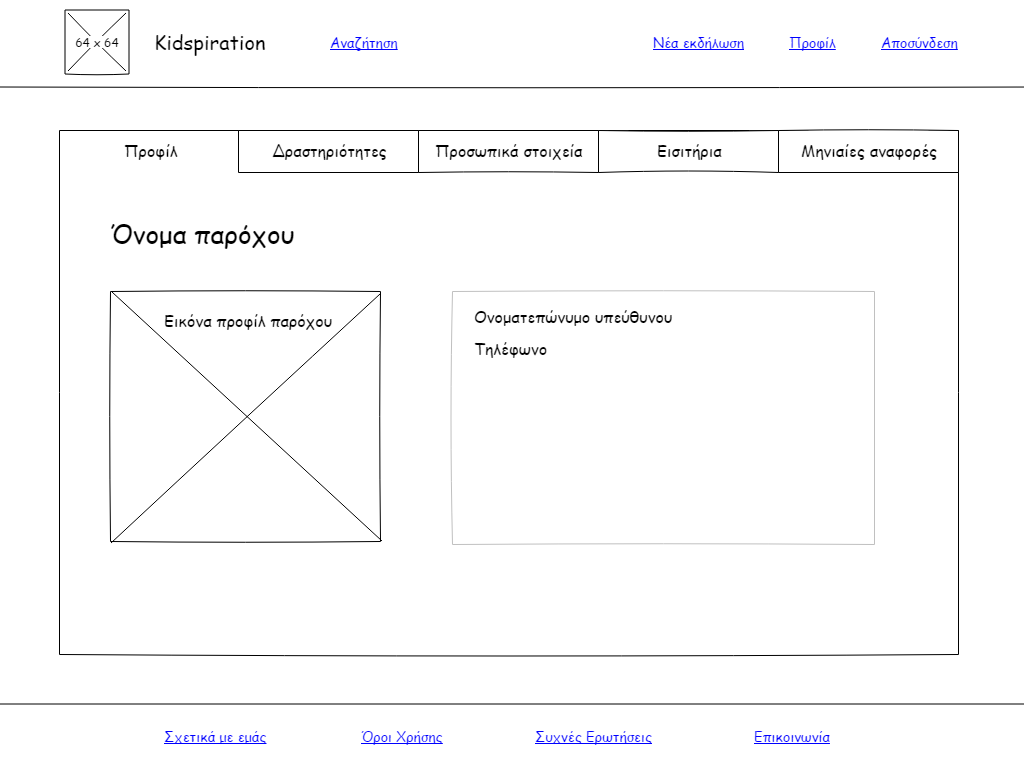 64 x 64
Kidspiration
Αναζήτηση
Νέα εκδήλωση
Προφίλ
Αποσύνδεση
Προφίλ
Δραστηριότητες
Προσωπικά στοιχεία
Εισιτήρια
Μηνιαίες αναφορές
Όνομα παρόχου
Εικόνα προφίλ παρόχου
Ονοματεπώνυμο υπεύθυνου
Τηλέφωνο
Σχετικά με εμάς
Όροι Χρήσης
Συχνές Ερωτήσεις
Επικοινωνία